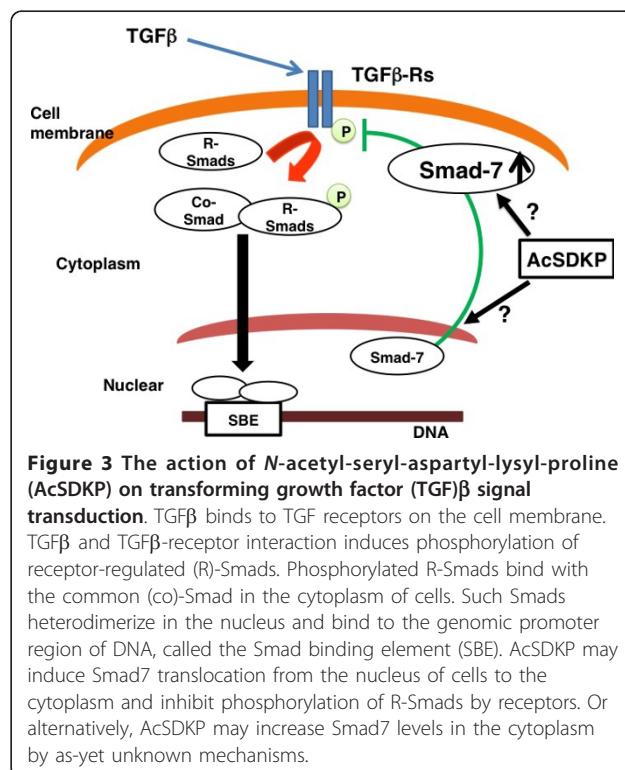 TGFβ
TGFβ-Rs
Cell
membrane
P
R-
Smads
Smad-7
P
Co-
Smad
R-
Smads
?
AcSDKP
Cytoplasm
?
Smad-7
Nuclear
SBE
DNA
Figure 3 The action of N-acetyl-seryl-aspartyl-lysyl-proline
(AcSDKP) on transforming growth factor (TGF)β signal
transduction. TGFβ binds to TGF receptors on the cell membrane.
TGFβ and TGFβ-receptor interaction induces phosphorylation of
receptor-regulated (R)-Smads. Phosphorylated R-Smads bind with
the common (co)-Smad in the cytoplasm of cells. Such Smads
heterodimerize in the nucleus and bind to the genomic promoter
region of DNA, called the Smad binding element (SBE). AcSDKP may
induce Smad7 translocation from the nucleus of cells to the
cytoplasm and inhibit phosphorylation of R-Smads by receptors. Or
alternatively, AcSDKP may increase Smad7 levels in the cytoplasm
by as-yet unknown mechanisms.